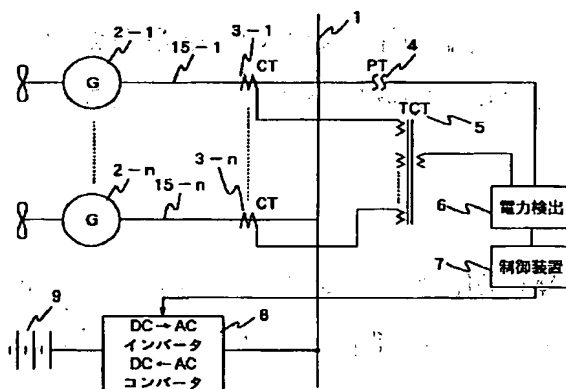 1
2-1
15-1
3-1
CT
PT
4
G
TCT
5
2-n
15-n
3-n
CT
G
6
電力検出
7
制御装置
9
8
DC→AC
インバータ
DC←AC
コンバータ